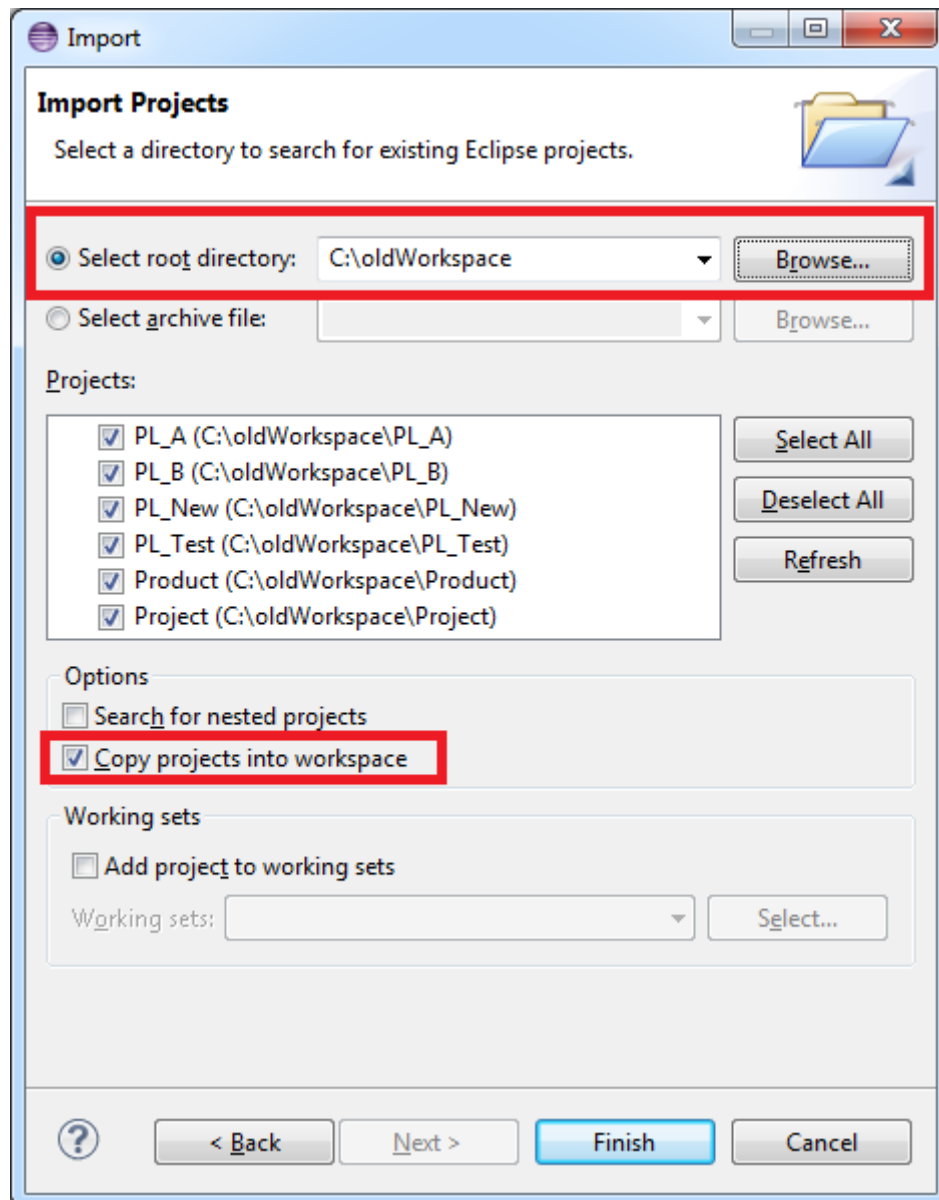 Import
Import Projects
Select a directory to search for existing Eclipse projects.
Select root directory: C:\oldWorkspace Browse...
Select archive file: Browse...
Projects:
PL_A (C:\oldWorkspace\PL_A)
PL_B (C:\oldWorkspace\PL_B)
PL_New (C:\oldWorkspace\PL_New)
PL_Test (C:\oldWorkspace\PL_Test)
Product (C:\oldWorkspace\Product)
Project (C:\oldWorkspace\Project)
Select All
Deselect All
Refresh
Options
Search for nested projects
Copy projects into workspace
Working sets
Add project to working sets
Working sets: Select...
? < Back Next > Finish Cancel